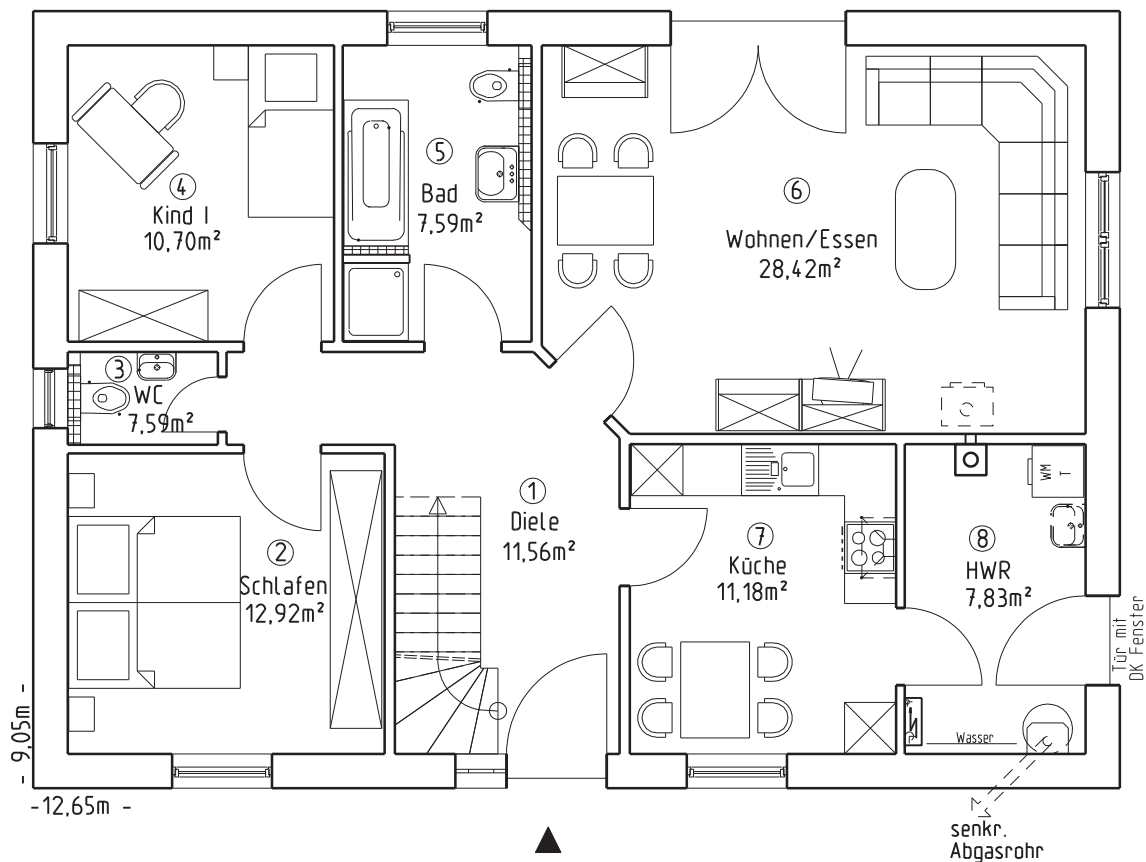 ④
Kind I
10,70m²
⑤
Bad
7,59m²
⑥
Wohnen/Essen
28,42m²
③
WC
7,59m²
①
Diele
11,56m²
②
Schlafen
12,92m²
⑦
Küche
11,18m²
WM
T
⑧
HWR
7,83m²
Tür mit
DK Fenster
Wasser
- 9,05m -
-12,65m -
senkr.
Abgasrohr